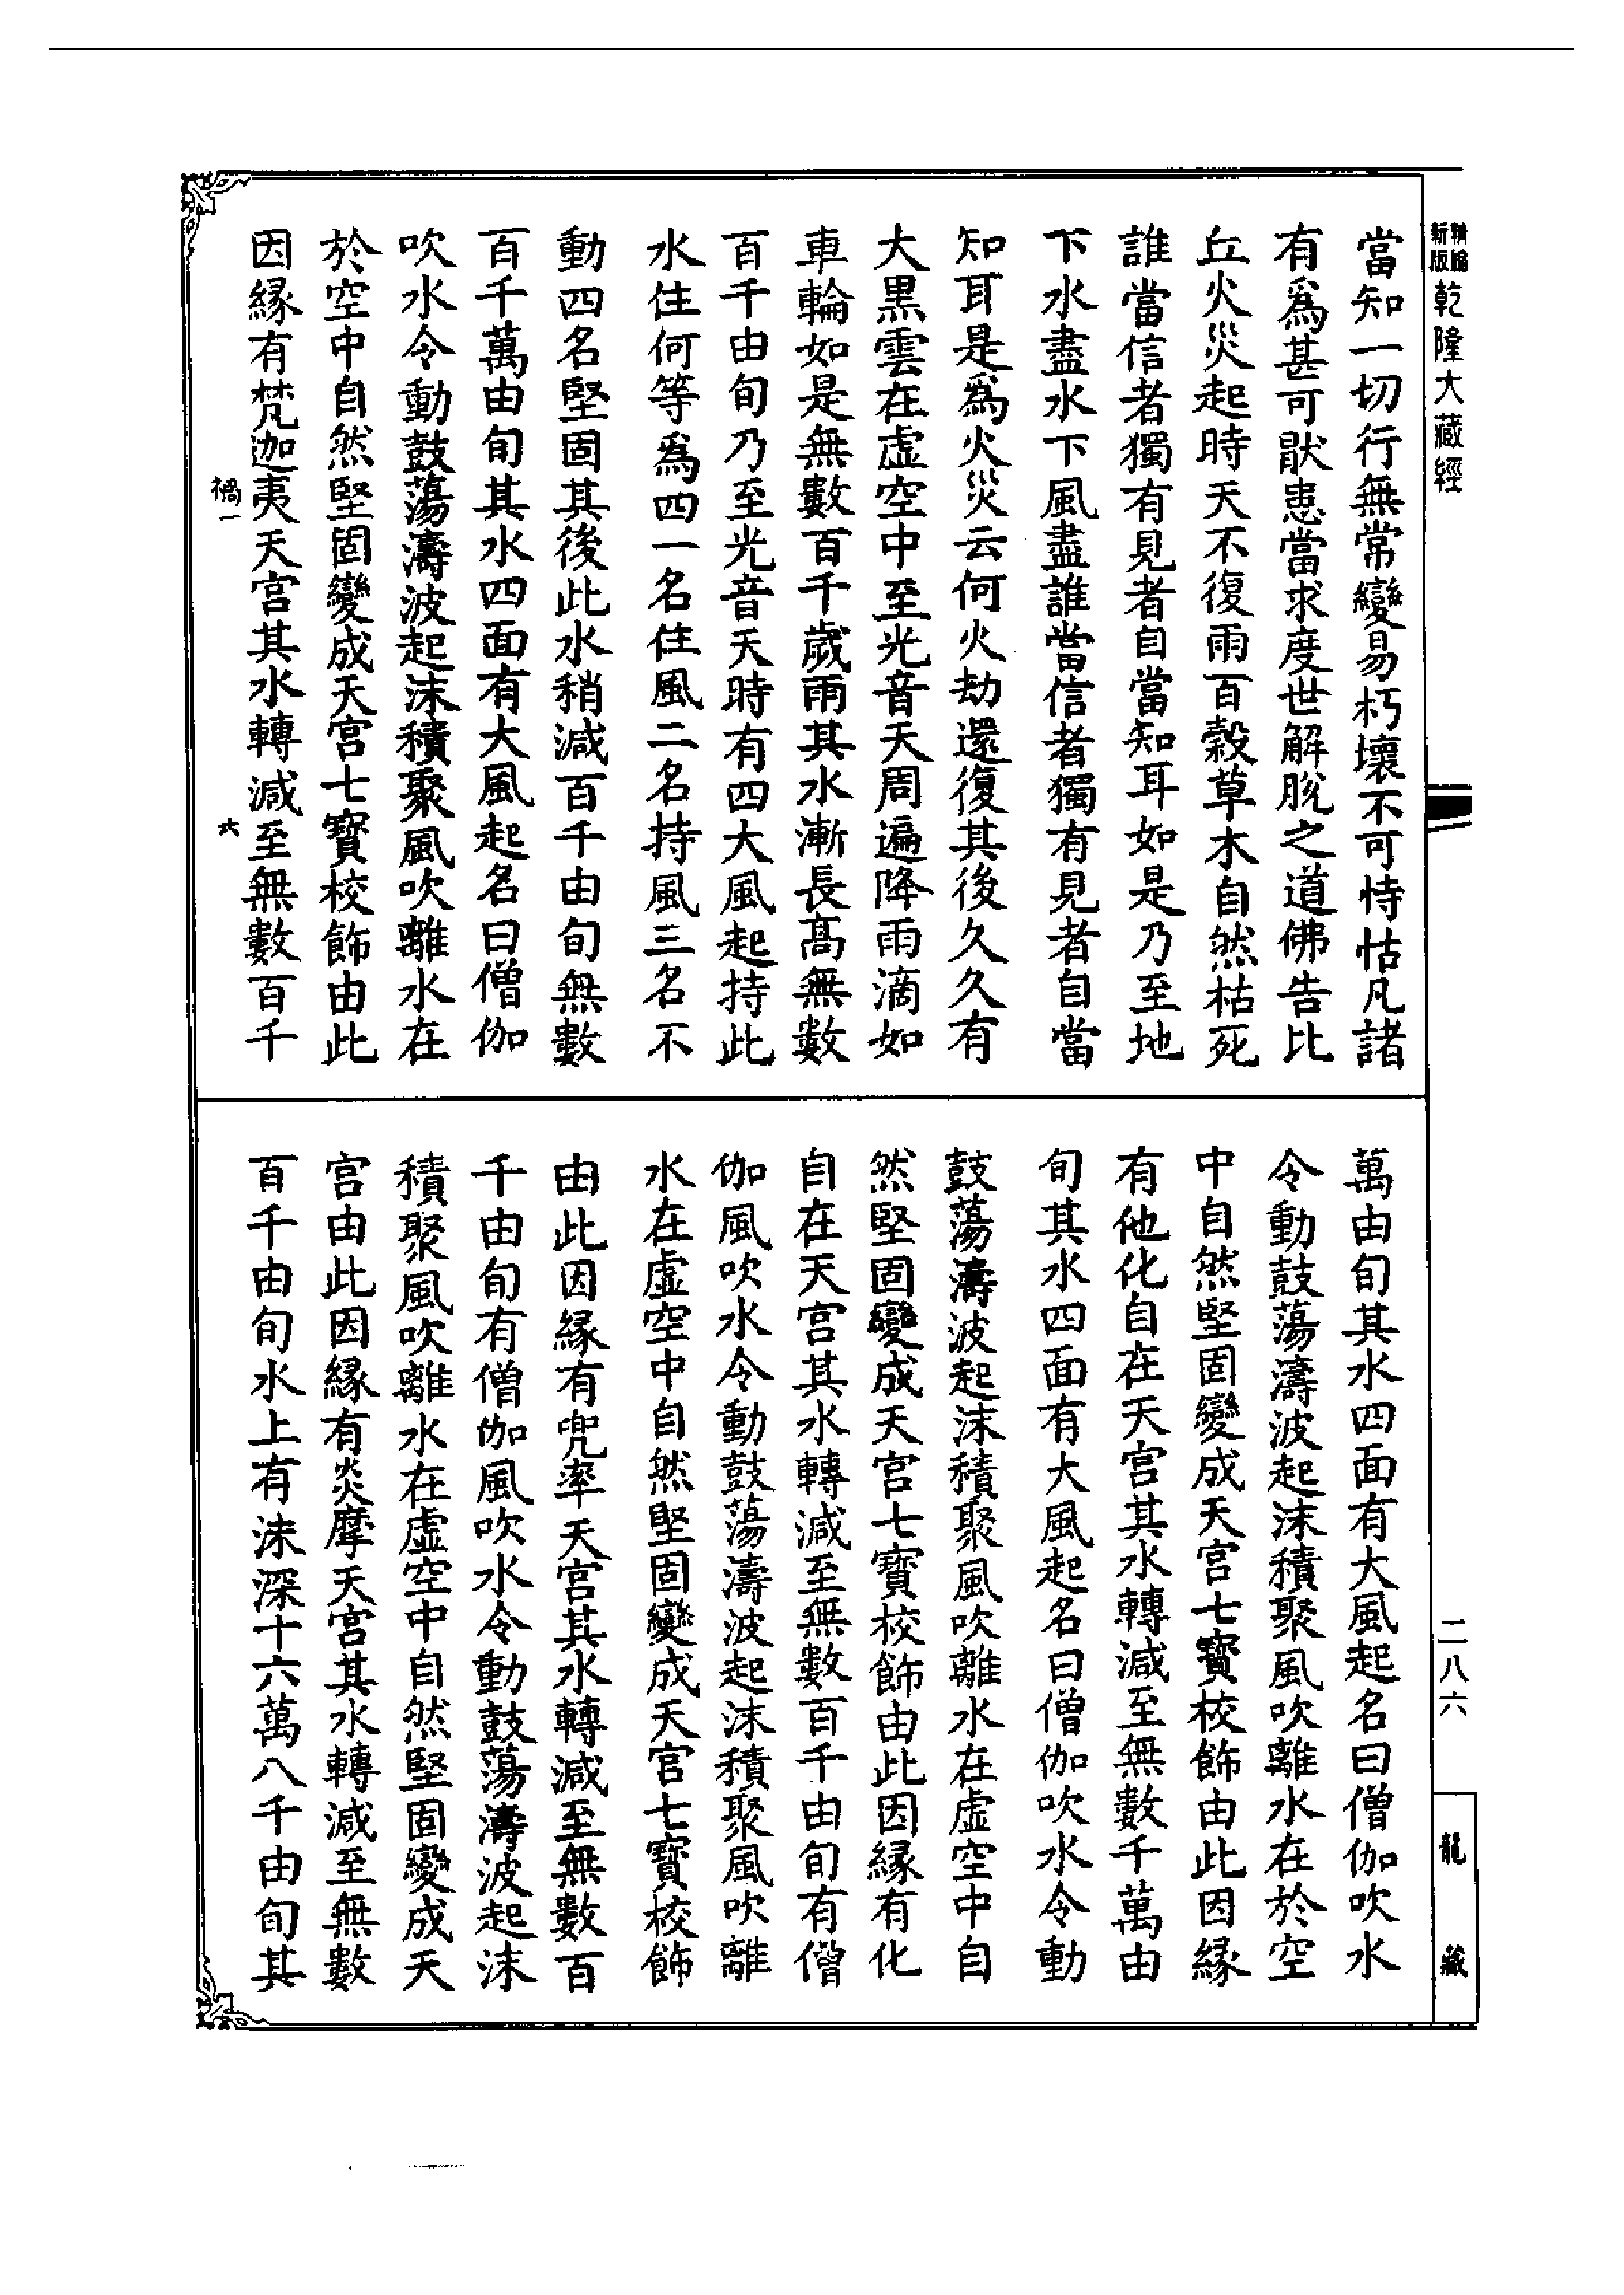 精編
新版
乾隆大藏經
當知一切行無常變易朽壞不可恃怙凡諸
有爲甚可猒患當求度世解脫之道佛告比
丘火災起時天不復雨百穀草木自然枯死
誰當信者獨有見者自當知耳如是乃至地
下水盡水下風盡誰當信者獨有見者自當
知耳是爲火災云何火劫還復其後久久有
大黑雲在虛空中至光音天周遍降雨滴如
車輪如是無數百千歲雨其水漸長高無數
百千由旬乃至光音天時有四大風起持此
水住何等爲四一名住風二名持風三名不
動四名堅固其後此水稍減百千由旬無數
百千萬由旬其水四面有大風起名曰僧伽
吹水令動鼓蕩濤波起沫積聚風吹離水在
於空中自然堅固變成天宮七寶校飾由此
因緣有梵迦夷天宮其水轉減至無數百千
禍一
六
萬由旬其水四面有大風起名曰僧伽吹水
令動鼓蕩濤波起沫積聚風吹離水在於空
中自然堅固變成天宮七寶校飾由此因緣
有他化自在天宮其水轉減至無數千萬由
旬其水四面有大風起名曰僧伽吹水令動
鼓蕩濤波起沫積聚風吹離水在虛空中自
然堅固變成天宮七寶校飾由此因緣有化
自在天宮其水轉減至無數百千由旬有僧
伽風吹水令動鼓蕩濤波起沫積聚風吹離
水在虛空中自然堅固變成天宮七寶校飾
由此因緣有兜率天宮其水轉減至無數百
千由旬有僧伽風吹水令動鼓蕩濤波起沫
積聚風吹離水在虛空中自然堅固變成天
宮由此因緣有炎摩天宮其水轉減至無數
百千由旬水上有沫深十六萬八千由旬其
二八六
龍藏